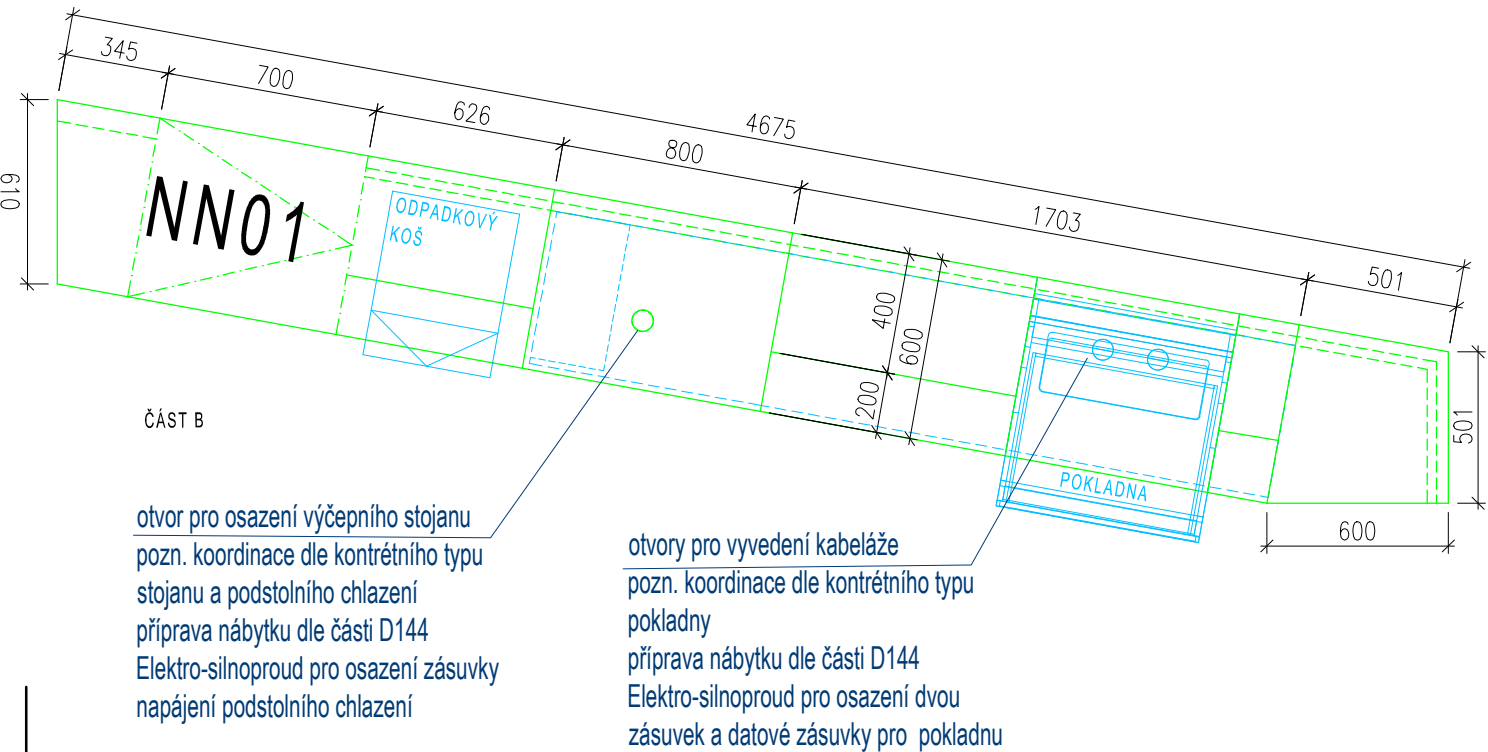 345
700
626
4675
800
1703
501
610
NN01
ODPADKOVÝ
KOŠ
400
600
200
501
600
POKLADNA
ČÁST B
otvor pro osazení výčepního stojanu
pozn. koordinace dle kontrétního typu
stojanu a podstolního chlazení
příprava nábytku dle části D144
Elektro-silnoproud pro osazení zásuvky
napájení podstolního chlazení
otvory pro vyvedení kabeláže
pozn. koordinace dle kontrétního typu
pokladny
příprava nábytku dle části D144
Elektro-silnoproud pro osazení dvou
zásuvek a datové zásuvky pro pokladnu